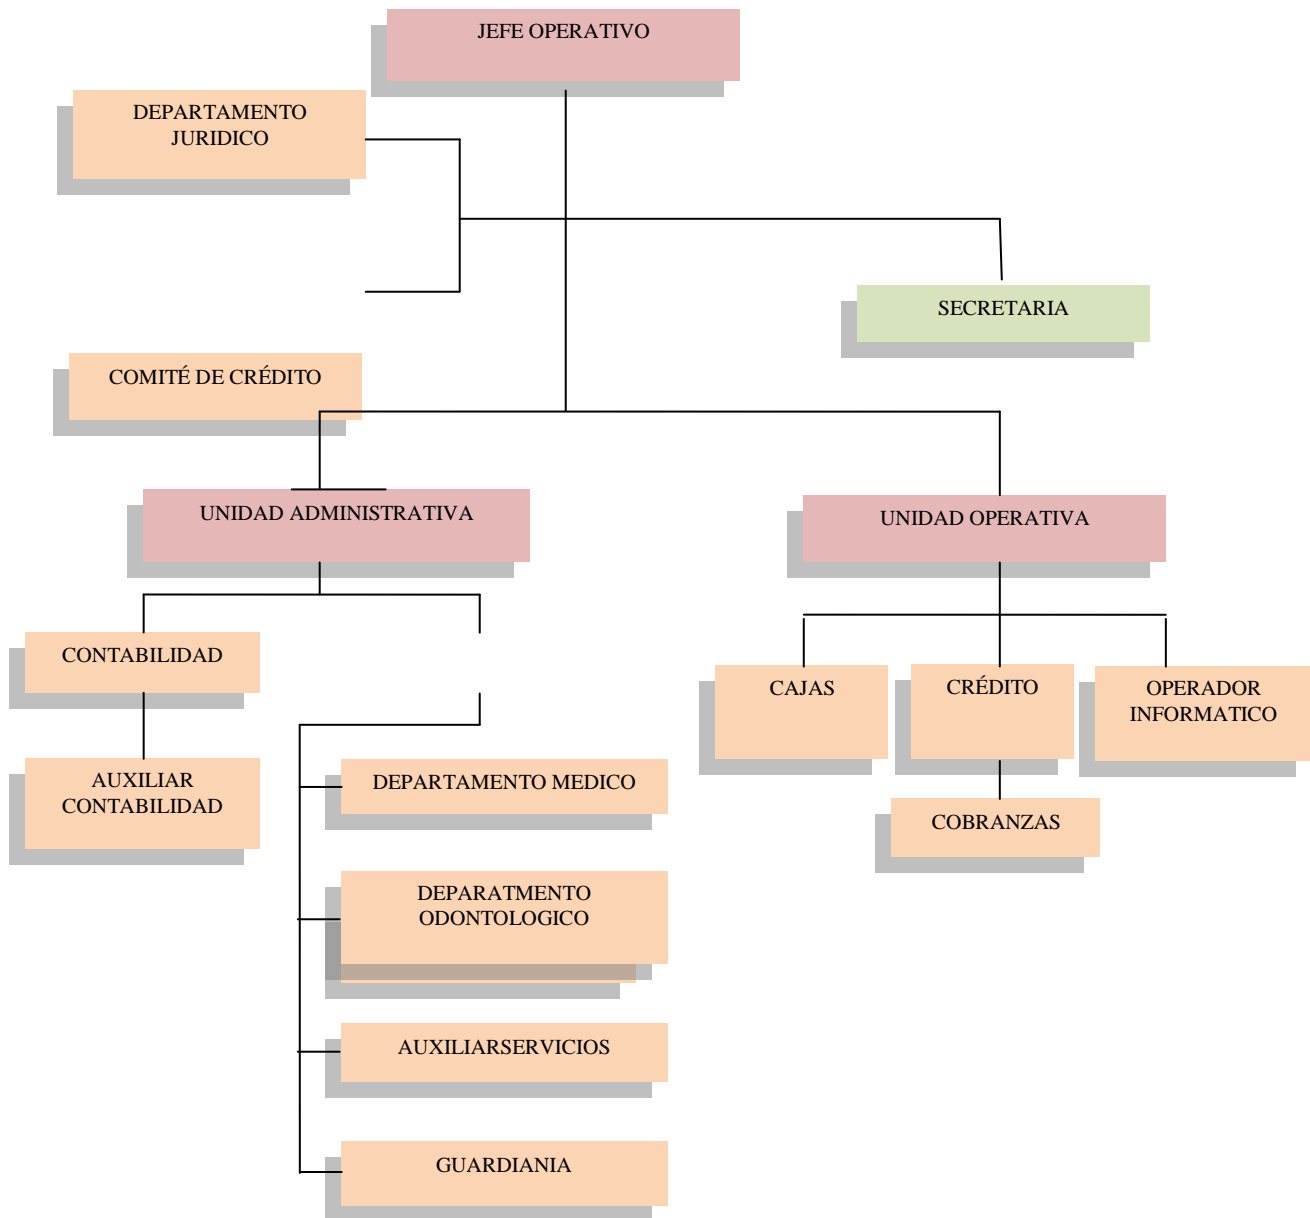 JEFE OPERATIVO
DEPARTAMENTO
JURIDICO
SECRETARIA
COMITÉ DE CRÉDITO
UNIDAD ADMINISTRATIVA
UNIDAD OPERATIVA
CONTABILIDAD
CAJAS
CRÉDITO
OPERADOR
INFORMATICO
AUXILIAR
CONTABILIDAD
DEPARTAMENTO MEDICO
COBRANZAS
DEPARATMENTO
ODONTOLOGICO
AUXILIARSERVICIOS
GUARDIANIA